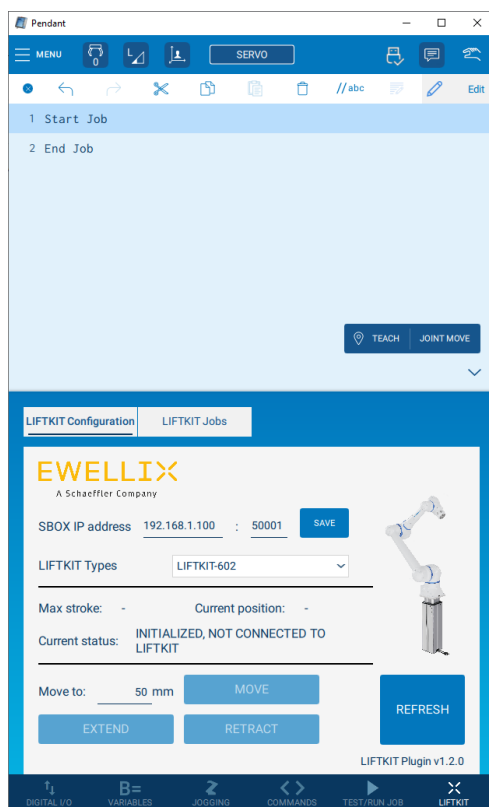 Pendant
MENU
0
L
SERVO
//abc
Edit
1 Start Job
2 End Job
TEACH
JOINT MOVE
LIFTKIT Configuration
LIFTKIT Jobs
EWELLIX
A Schaeffler Company
SBOX IP address 192.168.1.100 : 50001 SAVE
LIFTKIT Types LIFTKIT-602
Max stroke: - Current position: -
Current status: INITIALIZED, NOT CONNECTED TO
LIFTKIT
Move to: 50 mm MOVE
EXTEND RETRACT
REFRESH
LIFTKIT Plugin v1.2.0
B=
DIGITAL I/O VARIABLES JOGGING COMMANDS TEST/RUN JOB LIFTKIT